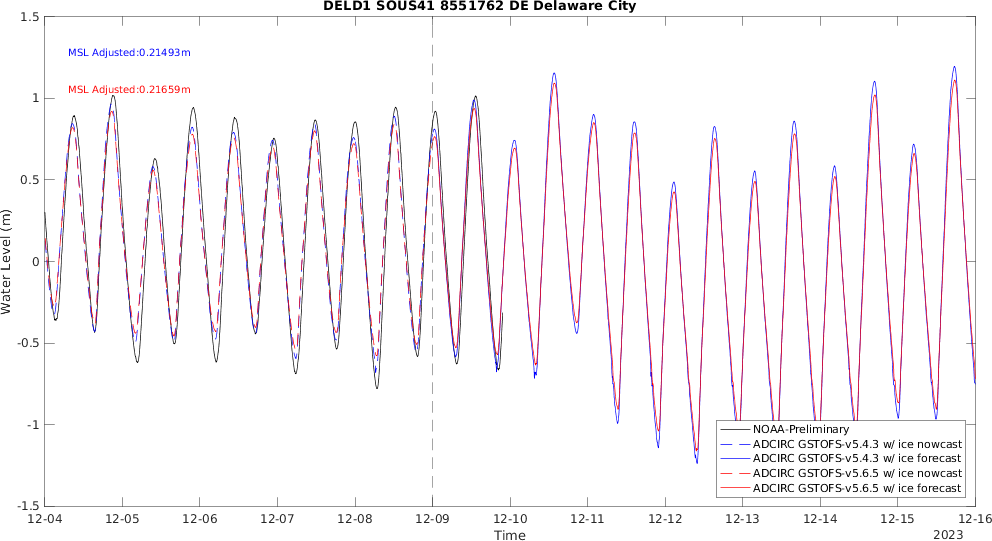 DELD1 SOUS41 8551762 DE Delaware City
MSL Adjusted:0.21493m
MSL Adjusted:0.21659m
Water Level (m)
1.5
1
0.5
0
-0.5
-1
-1.5
NOAA-Preliminary
ADCIRC GSTOFS-v5.4.3 w/ ice nowcast
ADCIRC GSTOFS-v5.4.3 w/ ice forecast
ADCIRC GSTOFS-v5.6.5 w/ ice nowcast
ADCIRC GSTOFS-v5.6.5 w/ ice forecast
12-04 12-05 12-06 12-07 12-08 12-09 12-10 12-11 12-12 12-13 12-14 12-15 12-16
Time
2023